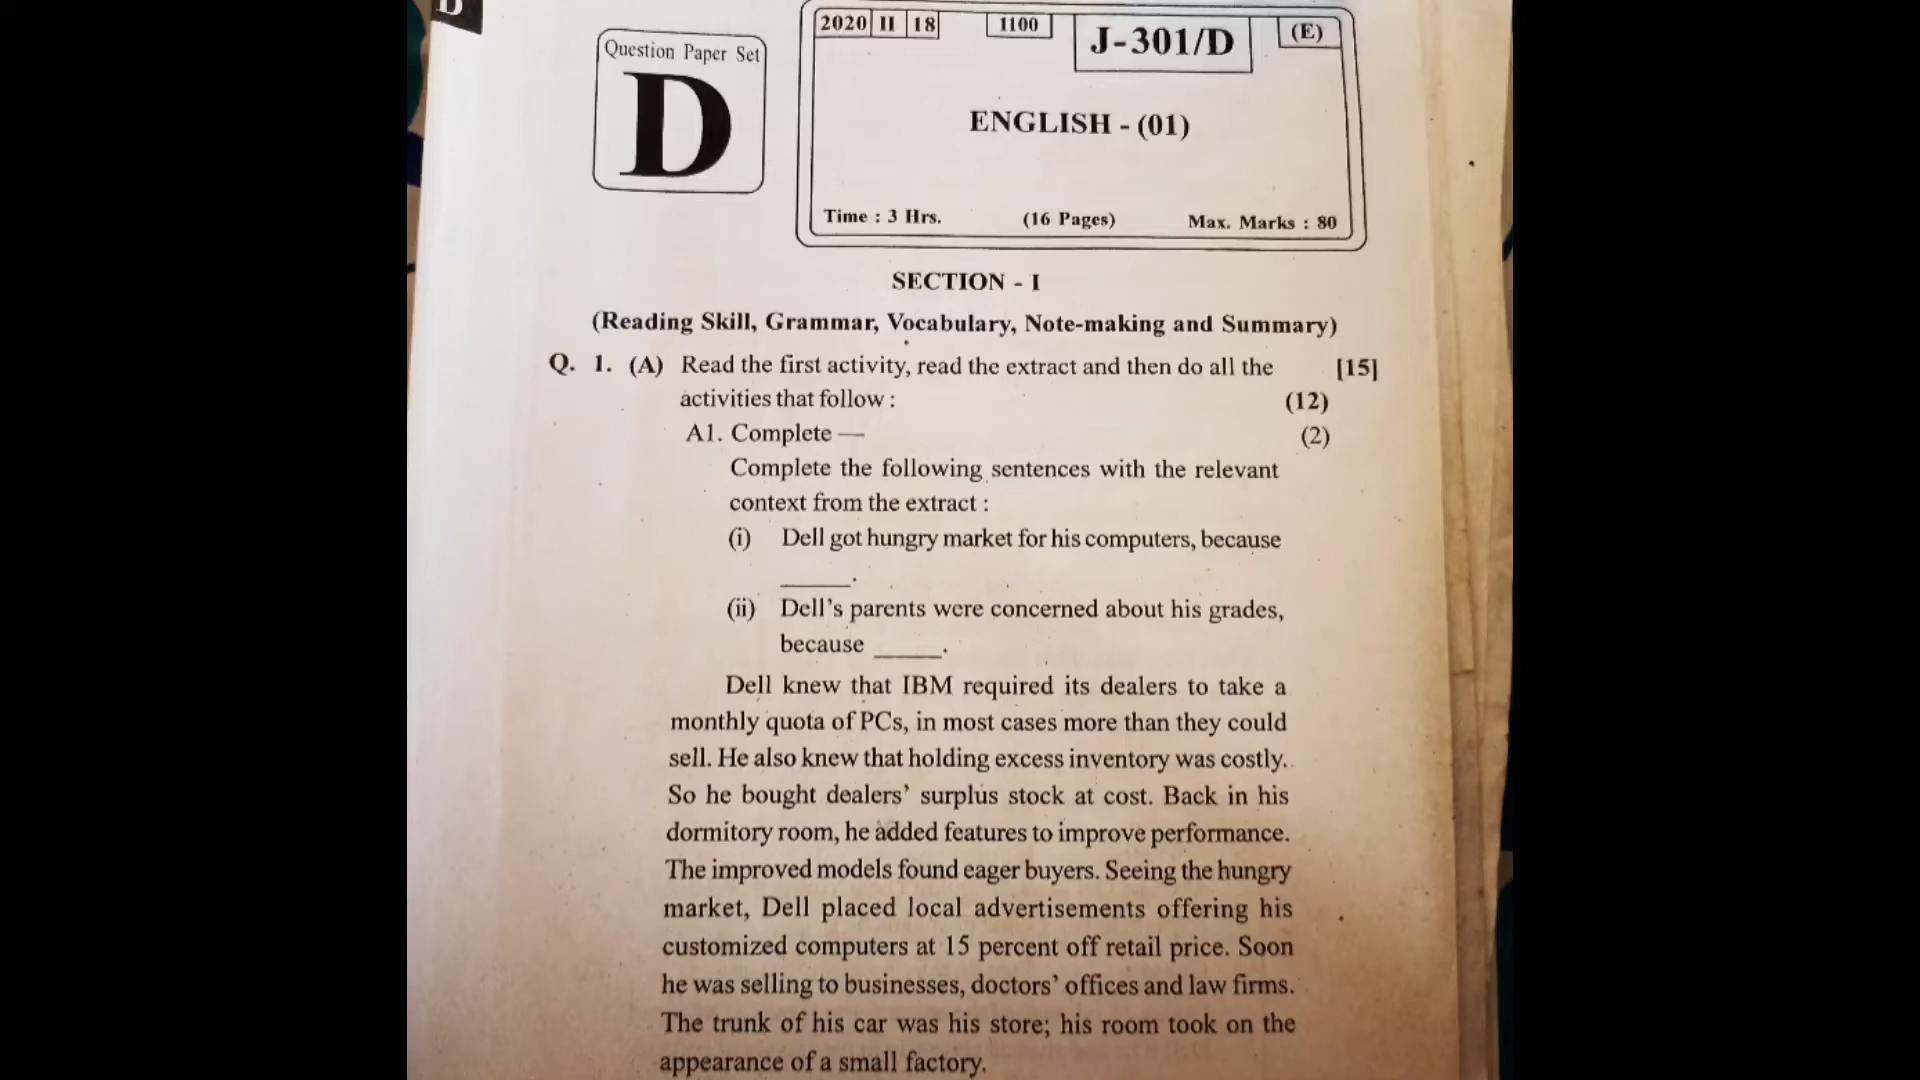 D
Question Paper Set
D
2020 II 18 1100 J-301/D (E)
ENGLISH - (01)
Time : 3 Hrs. (16 Pages) Max. Marks : 80
SECTION - I
(Reading Skill, Grammar, Vocabulary, Note-making and Summary)
Q. 1. (A) Read the first activity, read the extract and then do all the [15]
activities that follow : (12)
A1. Complete — (2)
Complete the following sentences with the relevant
context from the extract :
(i) Dell got hungry market for his computers, because
_____.
(ii) Dell's parents were concerned about his grades,
because _____.
Dell knew that IBM required its dealers to take a
monthly quota of PCs, in most cases more than they could
sell. He also knew that holding excess inventory was costly.
So he bought dealers' surplus stock at cost. Back in his
dormitory room, he added features to improve performance.
The improved models found eager buyers. Seeing the hungry
market, Dell placed local advertisements offering his
customized computers at 15 percent off retail price. Soon
he was selling to businesses, doctors' offices and law firms.
The trunk of his car was his store; his room took on the
appearance of a small factory.